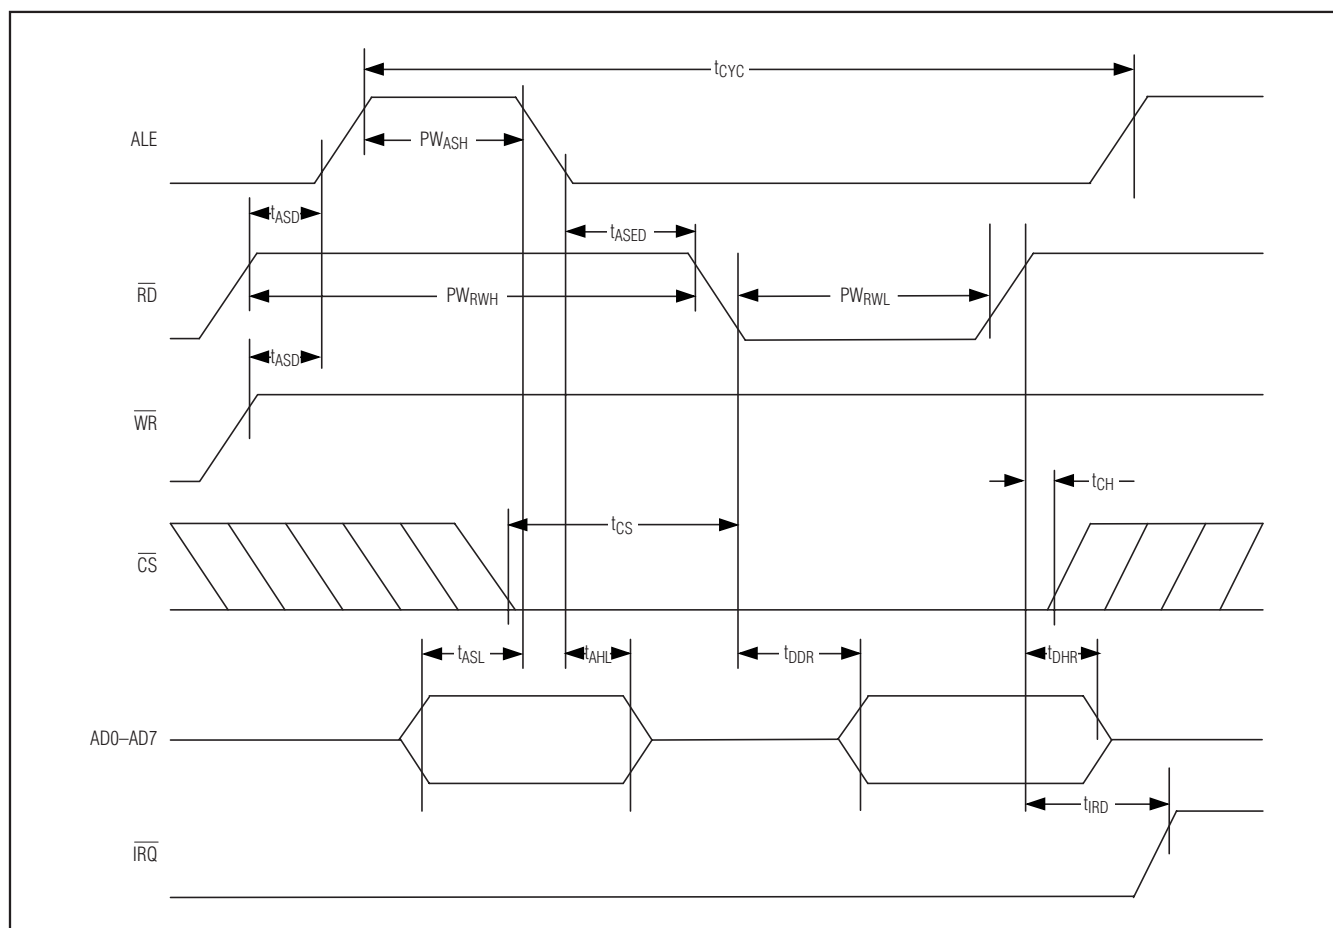 tCYC
ALE
PWASH
tASD
tASED
RD
PWRWH
PWRWL
tASD
WR
tCH
tCS
CS
tASL
tAHL
tDDR
tDHR
AD0–AD7
tIRD
IRQ